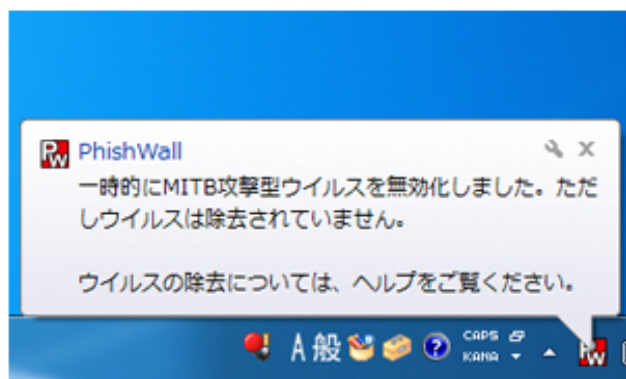 PhishWall
一時的にMITB攻撃型ウイルスを無効化しました。ただ
しウイルスは除去されていません。
ウイルスの除去については、ヘルプをご覧ください。
A 般
CAPS
KANA
PW